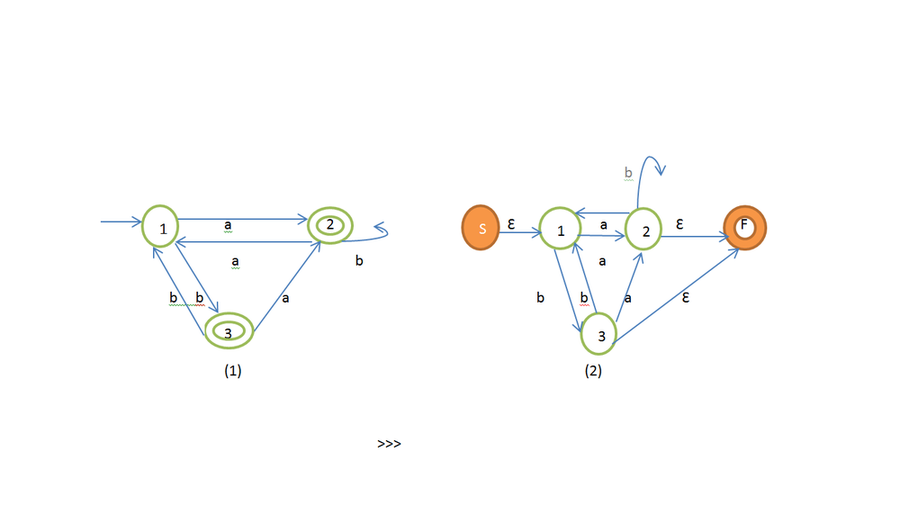 b
S ε 1 a 2 ε F
1 a 2
a a
b
b b a b b a ε
3 3
(1) (2)
>>>